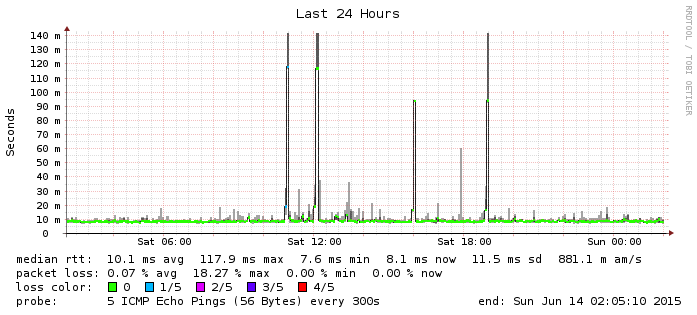 Last 24 Hours
RRDTOOL / TOBI OETIKER
Seconds
140 m
130 m
120 m
110 m
100 m
90 m
80 m
70 m
60 m
50 m
40 m
30 m
20 m
10 m
0
Sat 06:00 Sat 12:00 Sat 18:00 Sun 00:00
median rtt: 10.1 ms avg 117.9 ms max 7.6 ms min 8.1 ms now 11.5 ms sd 881.1 m am/s
packet loss: 0.07 % avg 18.27 % max 0.00 % min 0.00 % now
loss color: 0 1/5 2/5 3/5 4/5
probe: 5 ICMP Echo Pings (56 Bytes) every 300s end: Sun Jun 14 02:05:10 2015